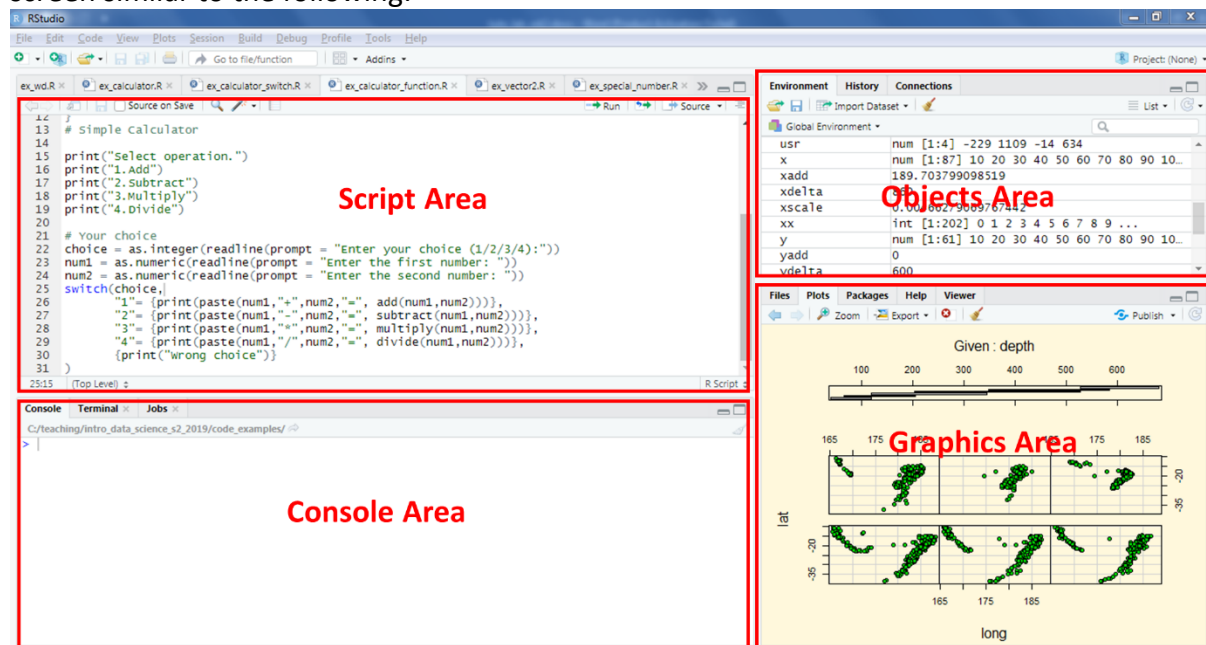 screen similar to the following:
RStudio
File Edit Code View Plots Session Build Debug Profile Tools Help
Go to file/function Addins Project: (None)
ex_wd.R ex_calculator.R ex_calculator_switch.R ex_calculator_function.R ex_vector2.R ex_special_number.R
Source on Save Run Source
12 }
13 # Simple Calculator
14
15 print("Select operation.")
16 print("1.Add")
17 print("2.Subtract")
18 print("3.Multiply")
19 print("4.Divide")
20
21 # Your choice
22 choice = as.integer(readline(prompt = "Enter your choice (1/2/3/4):"))
23 num1 = as.numeric(readline(prompt = "Enter the first number: "))
24 num2 = as.numeric(readline(prompt = "Enter the second number: "))
25 switch(choice,
26 "1"= {print(paste(num1,"+",num2,"=", add(num1,num2)))},
27 "2"= {print(paste(num1,"-",num2,"=", subtract(num1,num2)))},
28 "3"= {print(paste(num1,"*",num2,"=", multiply(num1,num2)))},
29 "4"= {print(paste(num1,"/",num2,"=", divide(num1,num2)))},
30 {print("Wrong choice")}
31 )
Script Area
25:15 (Top Level) R Script
Console Terminal Jobs
C:/teaching/intro_data_science_s2_2019/code_examples/
>
Console Area
Environment History Connections
Import Dataset List
Global Environment
usr num [1:4] -229 1109 -14 634
x num [1:87] 10 20 30 40 50 60 70 80 90 10...
xadd 189.703799098519
xdelta
xscale
xx int [1:202] 0 1 2 3 4 5 6 7 8 9 ...
y num [1:61] 10 20 30 40 50 60 70 80 90 10...
yadd 0
ydelta 600
Objects Area
Files Plots Packages Help Viewer
Zoom Export Publish
Given : depth
100 200 300 400 500 600
165 175 175 185
Graphics Area
-20
-35
lat
-20
-35
165 175 185
long